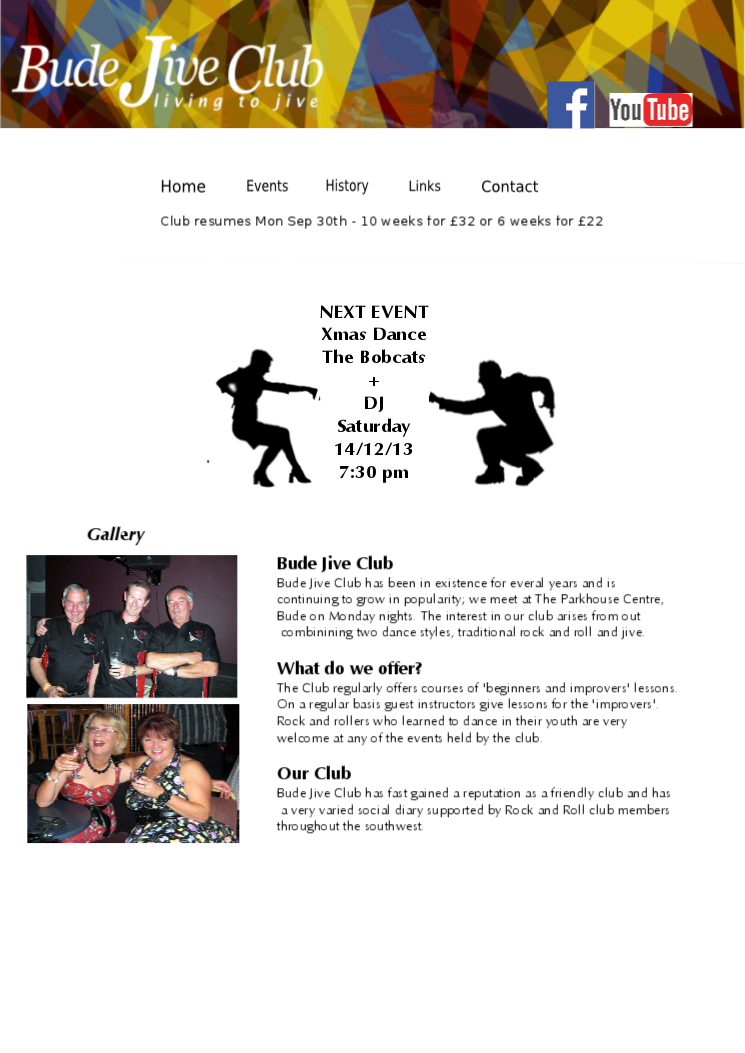 Bude Jive Club
living to jive
f
YouTube
Home Events History Links Contact
Club resumes Mon Sep 30th - 10 weeks for £32 or 6 weeks for £22
NEXT EVENT
Xmas Dance
The Bobcats
+
DJ
Saturday
14/12/13
7:30 pm
Gallery
Bude Jive Club
Bude Jive Club has been in existence for everal years and is
continuing to grow in popularity; we meet at The Parkhouse Centre,
Bude on Monday nights. The interest in our club arises from out
combinining two dance styles, traditional rock and roll and jive.
What do we offer?
The Club regularly offers courses of 'beginners and improvers' lessons.
On a regular basis guest instructors give lessons for the 'improvers'.
Rock and rollers who learned to dance in their youth are very
welcome at any of the events held by the club.
Our Club
Bude Jive Club has fast gained a reputation as a friendly club and has
a very varied social diary supported by Rock and Roll club members
throughout the southwest.